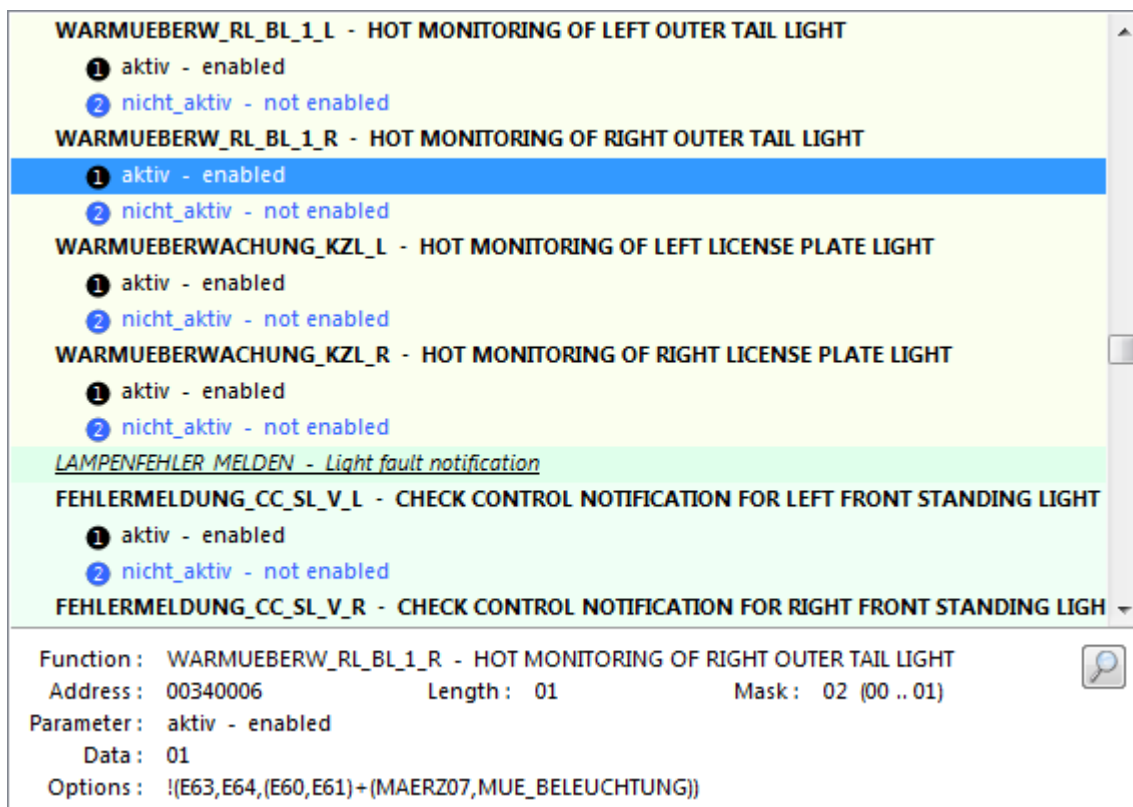 WARMUEBERW_RL_BL_1_L - HOT MONITORING OF LEFT OUTER TAIL LIGHT
1 aktiv - enabled
2 nicht_aktiv - not enabled
WARMUEBERW_RL_BL_1_R - HOT MONITORING OF RIGHT OUTER TAIL LIGHT
1 aktiv - enabled
2 nicht_aktiv - not enabled
WARMUEBERWACHUNG_KZL_L - HOT MONITORING OF LEFT LICENSE PLATE LIGHT
1 aktiv - enabled
2 nicht_aktiv - not enabled
WARMUEBERWACHUNG_KZL_R - HOT MONITORING OF RIGHT LICENSE PLATE LIGHT
1 aktiv - enabled
2 nicht_aktiv - not enabled
LAMPENFEHLER MELDEN - Light fault notification
FEHLERMELDUNG_CC_SL_V_L - CHECK CONTROL NOTIFICATION FOR LEFT FRONT STANDING LIGHT
1 aktiv - enabled
2 nicht_aktiv - not enabled
FEHLERMELDUNG_CC_SL_V_R - CHECK CONTROL NOTIFICATION FOR RIGHT FRONT STANDING LIGH
Function : WARMUEBERW_RL_BL_1_R - HOT MONITORING OF RIGHT OUTER TAIL LIGHT
Address : 00340006 Length : 01 Mask : 02 (00 .. 01)
Parameter : aktiv - enabled
Data : 01
Options : !(E63,E64,(E60,E61)+(MAERZ07,MUE_BELEUCHTUNG))